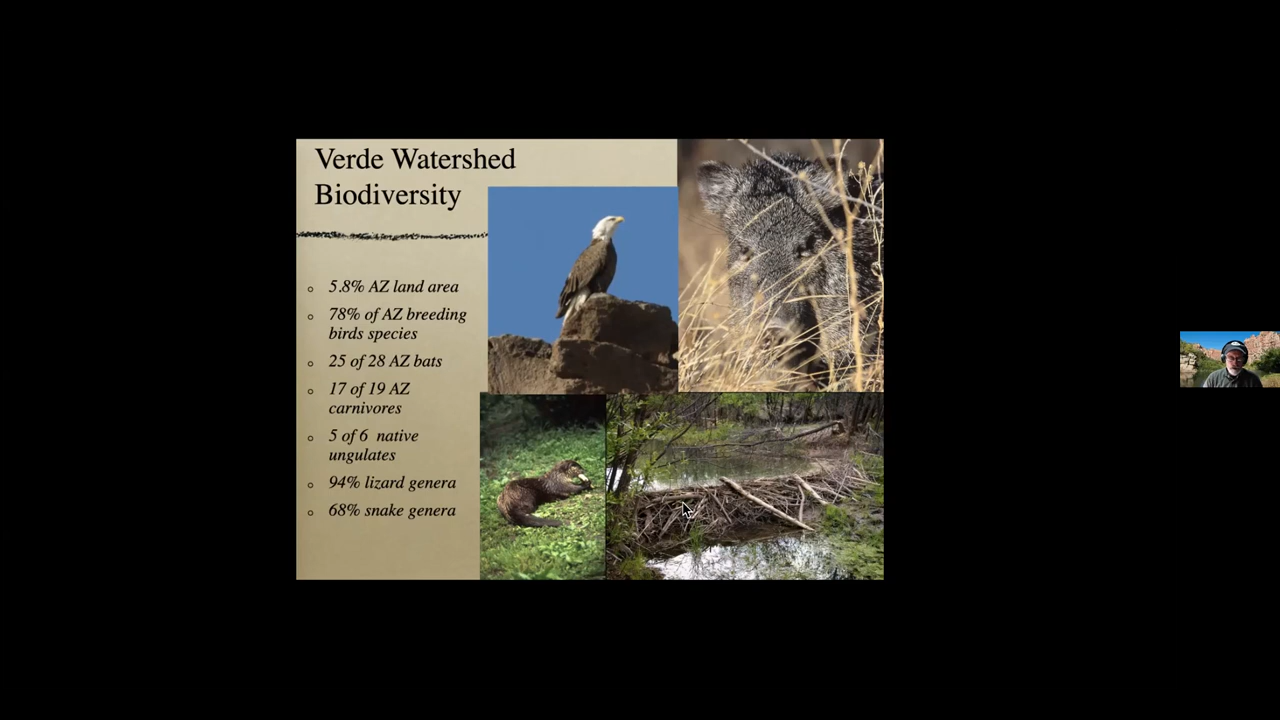 Verde Watershed
Biodiversity
5.8% AZ land area
78% of AZ breeding
birds species
25 of 28 AZ bats
17 of 19 AZ
carnivores
5 of 6 native
ungulates
94% lizard genera
68% snake genera